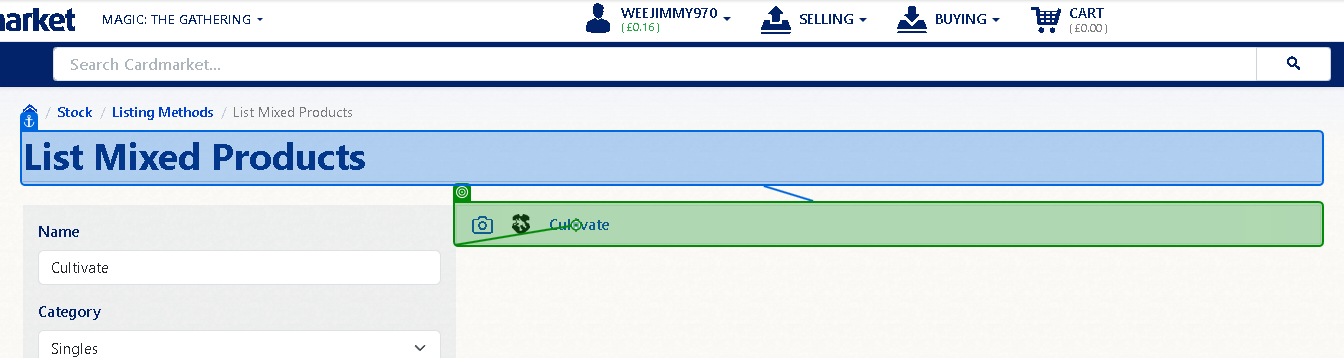 market
MAGIC: THE GATHERING
WEEJIMMY970
( £0.16 )
SELLING
BUYING
CART
( £0.00 )
Search Cardmarket...
/ Stock / Listing Methods / List Mixed Products
List Mixed Products
Cultivate
Name
Cultivate
Category
Singles